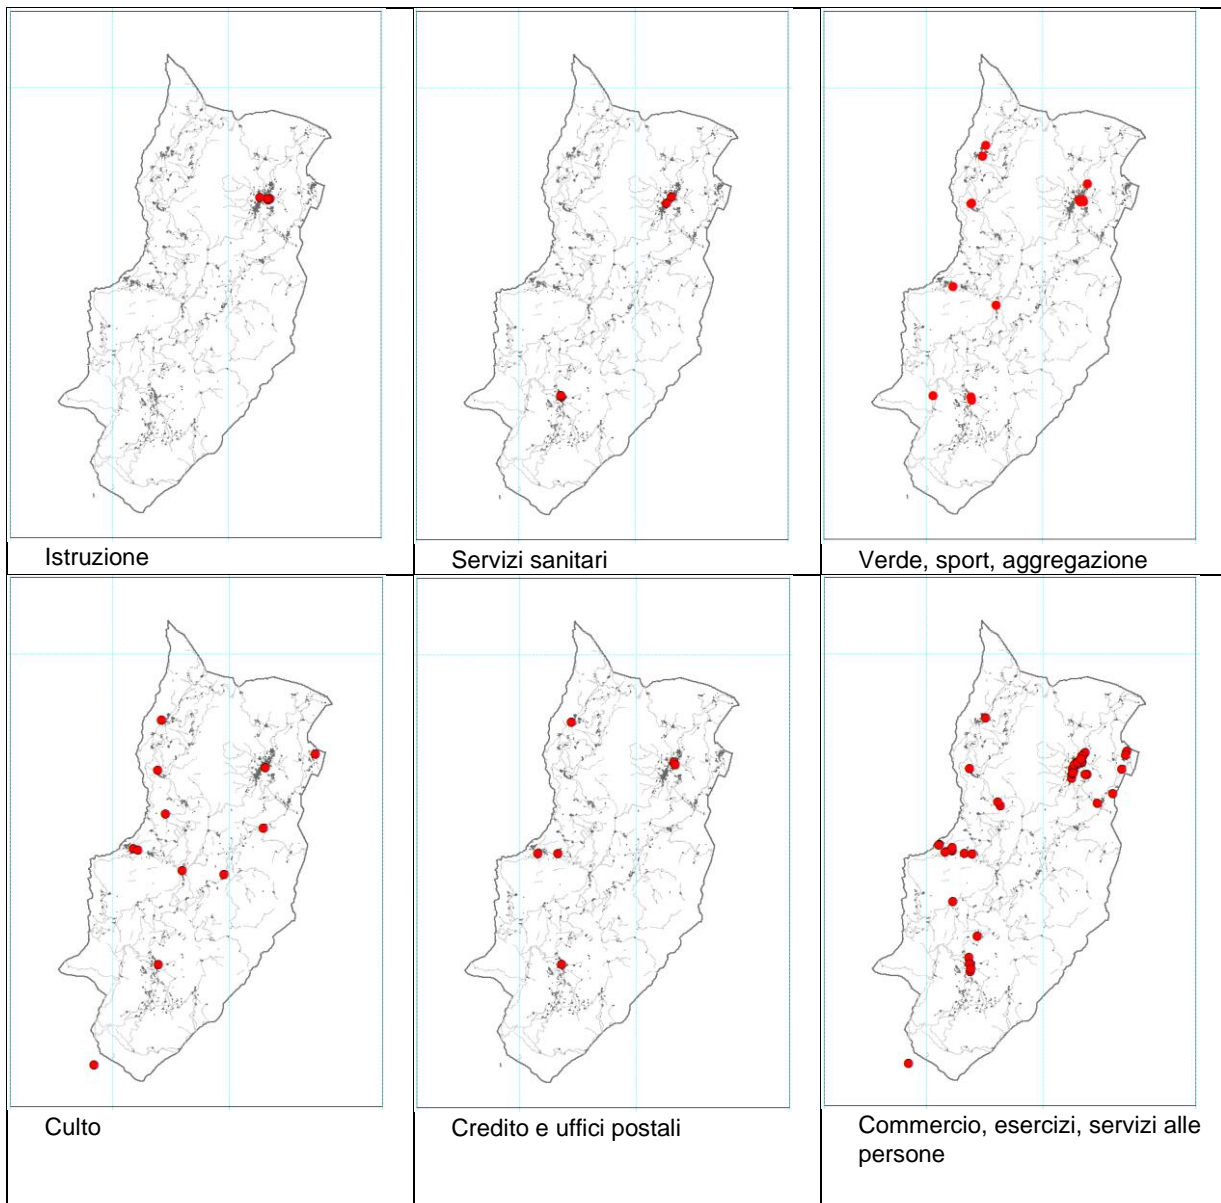 Istruzione
Servizi sanitari
Verde, sport, aggregazione
Culto
Credito e uffici postali
Commercio, esercizi, servizi alle
persone